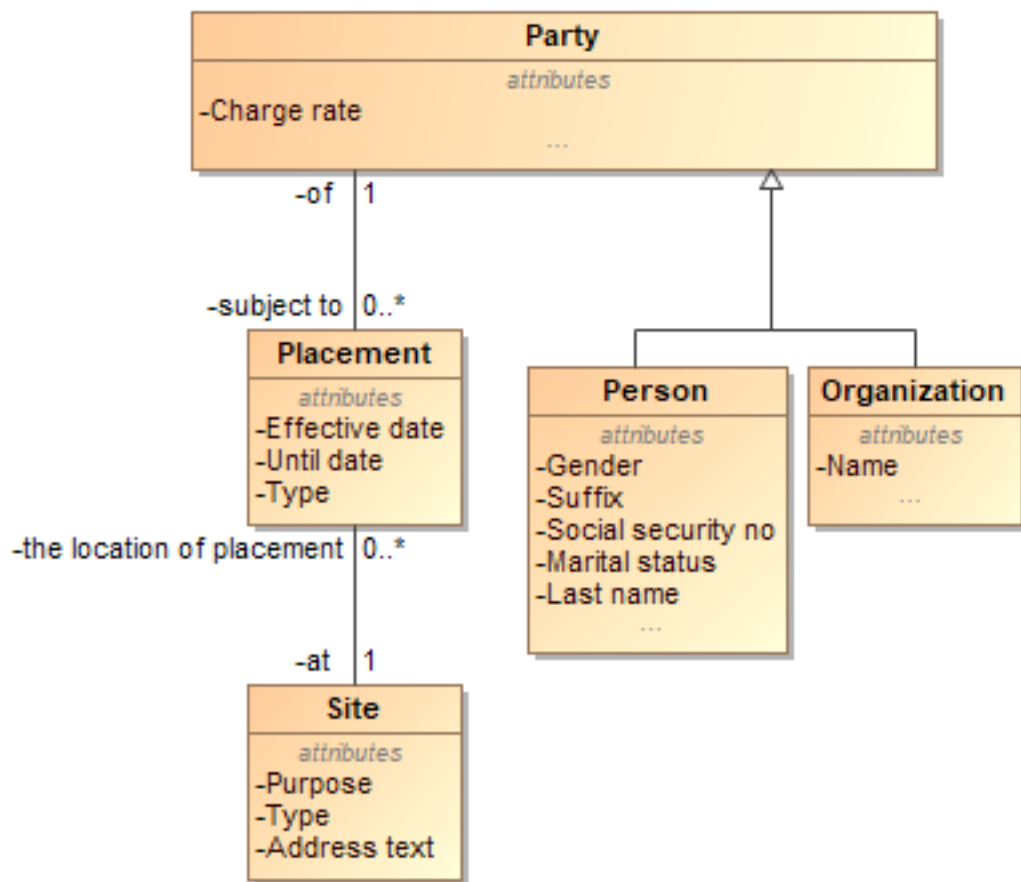 Party
attributes
-Charge rate
...
-of 1
-subject to 0..*
Placement
attributes
-Effective date
-Until date
-Type
-the location of placement 0..*
-at 1
Site
attributes
-Purpose
-Type
-Address text
Person
attributes
-Gender
-Suffix
-Social security no
-Marital status
-Last name
...
Organization
attributes
-Name
...